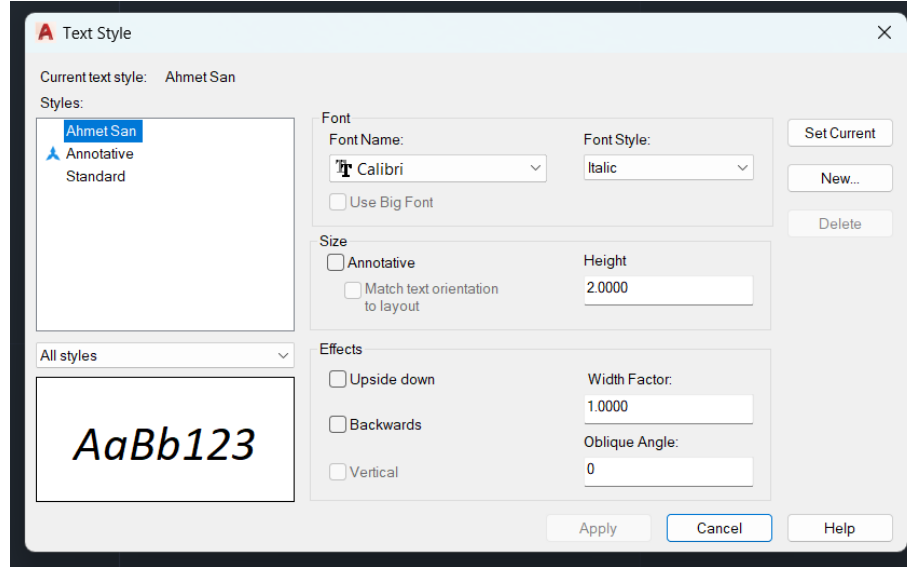 Text Style
Current text style: Ahmet San
Styles:
Ahmet San
Annotative
Standard
All styles
AaBb123
Font
Font Name:
Calibri
Use Big Font
Font Style:
Italic
Size
Annotative
Match text orientation
to layout
Height
2.0000
Effects
Upside down
Backwards
Vertical
Width Factor:
1.0000
Oblique Angle:
0
Set Current
New...
Delete
Apply
Cancel
Help